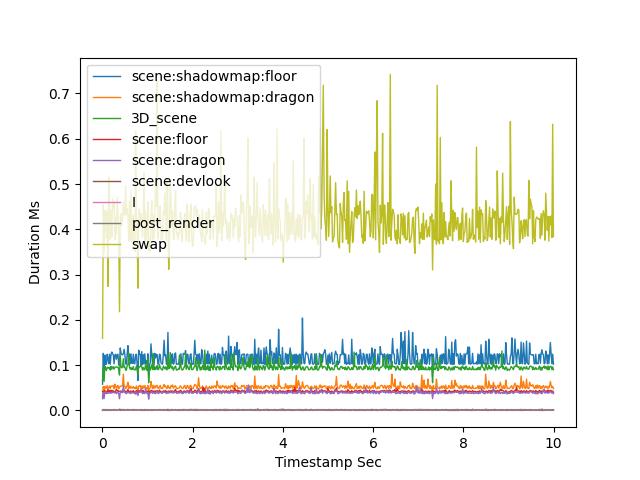 scene:shadowmap:floor
scene:shadowmap:dragon
3D_scene
scene:floor
scene:dragon
scene:devlook
I
post_render
swap
0.7
0.6
0.5
0.4
0.3
0.2
0.1
0.0
Duration Ms
0 2 4 6 8 10
Timestamp Sec